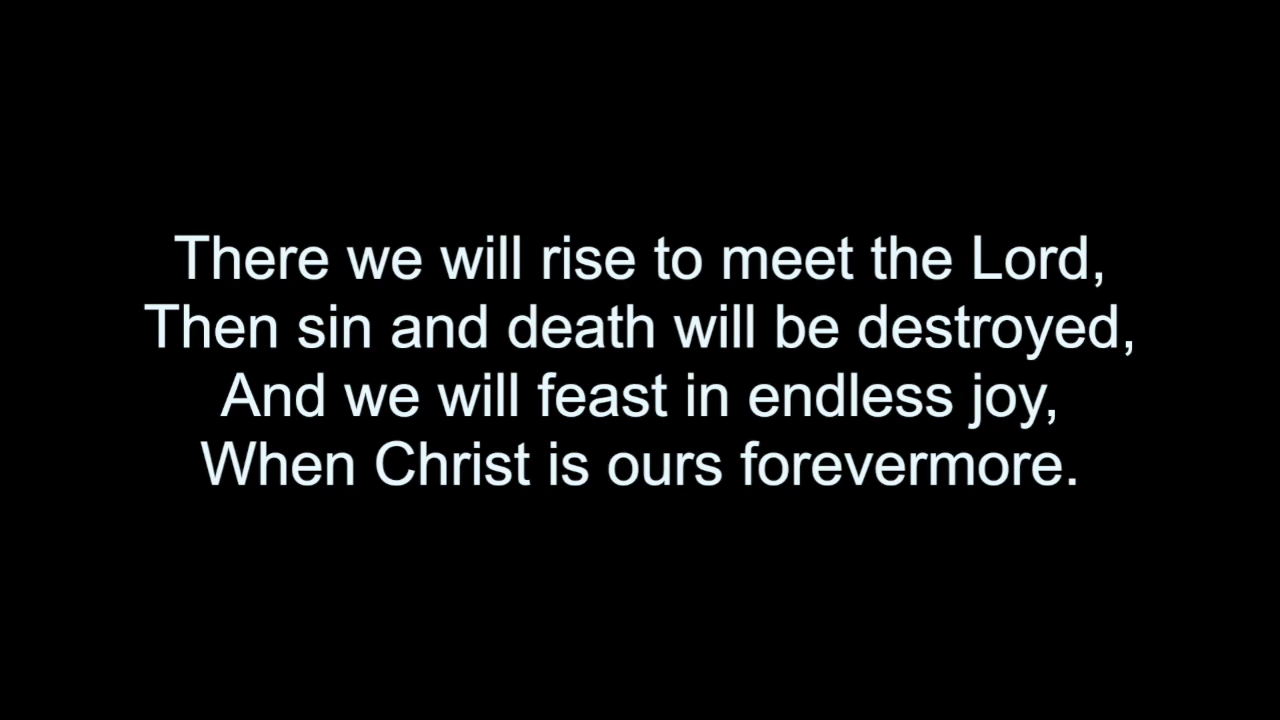 There we will rise to meet the Lord,
Then sin and death will be destroyed,
And we will feast in endless joy,
When Christ is ours forevermore.